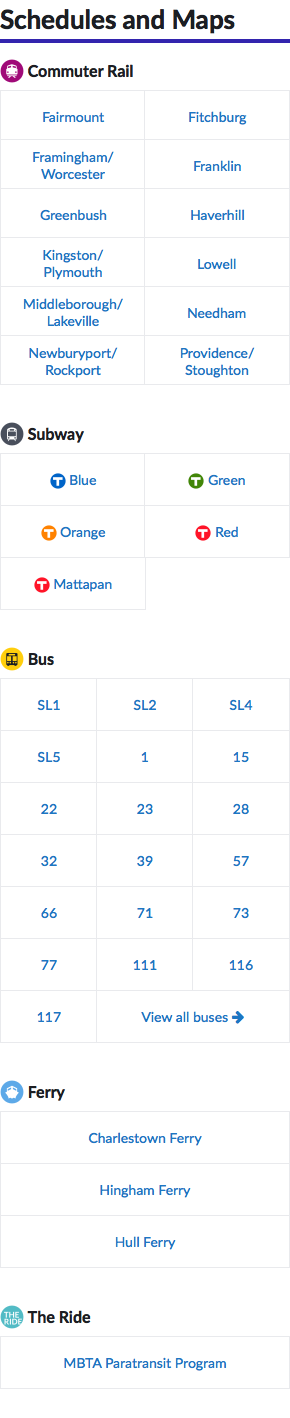 Schedules and Maps
Commuter Rail
Fairmount
Fitchburg
Framingham/
Worcester
Franklin
Greenbush
Haverhill
Kingston/
Plymouth
Lowell
Middleborough/
Lakeville
Needham
Newburyport/
Rockport
Providence/
Stoughton
Subway
T Blue
T Green
T Orange
T Red
T Mattapan
Bus
SL1
SL2
SL4
SL5
1
15
22
23
28
32
39
57
66
71
73
77
111
116
117
View all buses
Ferry
Charlestown Ferry
Hingham Ferry
Hull Ferry
THE
RIDE
The Ride
MBTA Paratransit Program